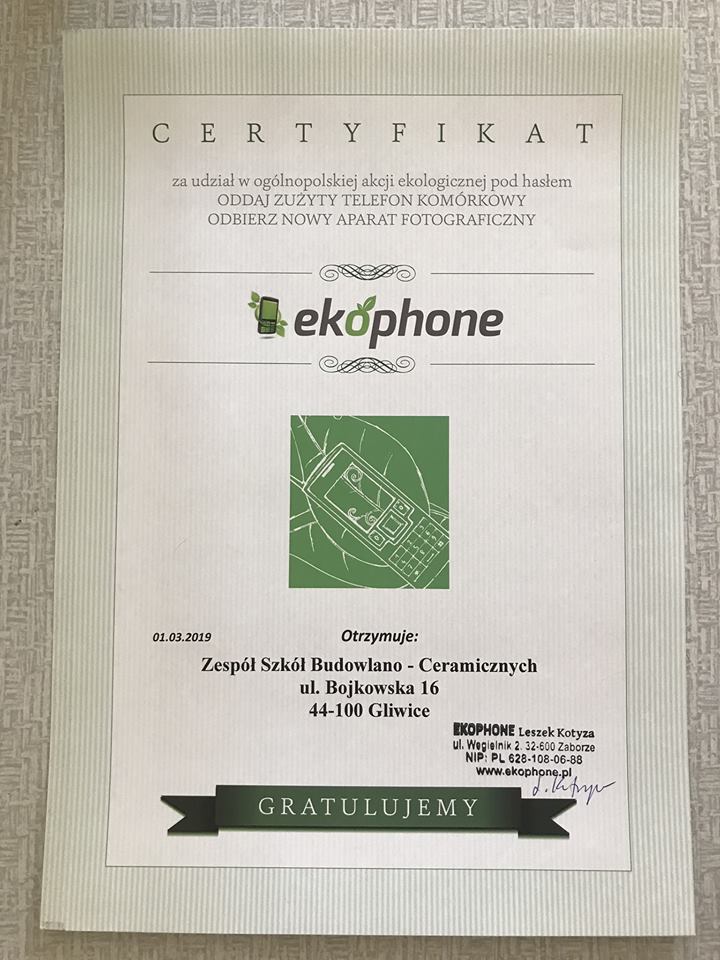 CERTYFIKAT
za udział w ogólnopolskiej akcji ekologicznej pod hasłem
ODDAJ ZUŻYTY TELEFON KOMÓRKOWY
ODBIERZ NOWY APARAT FOTOGRAFICZNY
ekophone
01.03.2019
Otrzymuje:
Zespół Szkół Budowlano - Ceramicznych
ul. Bojkowska 16
44-100 Gliwice
EKOPHONE Leszek Kotyza
ul. Węgielnik 2. 32-600 Zaborze
NIP: PL 628-108-06-88
www.ekophone.pl
GRATULUJEMY